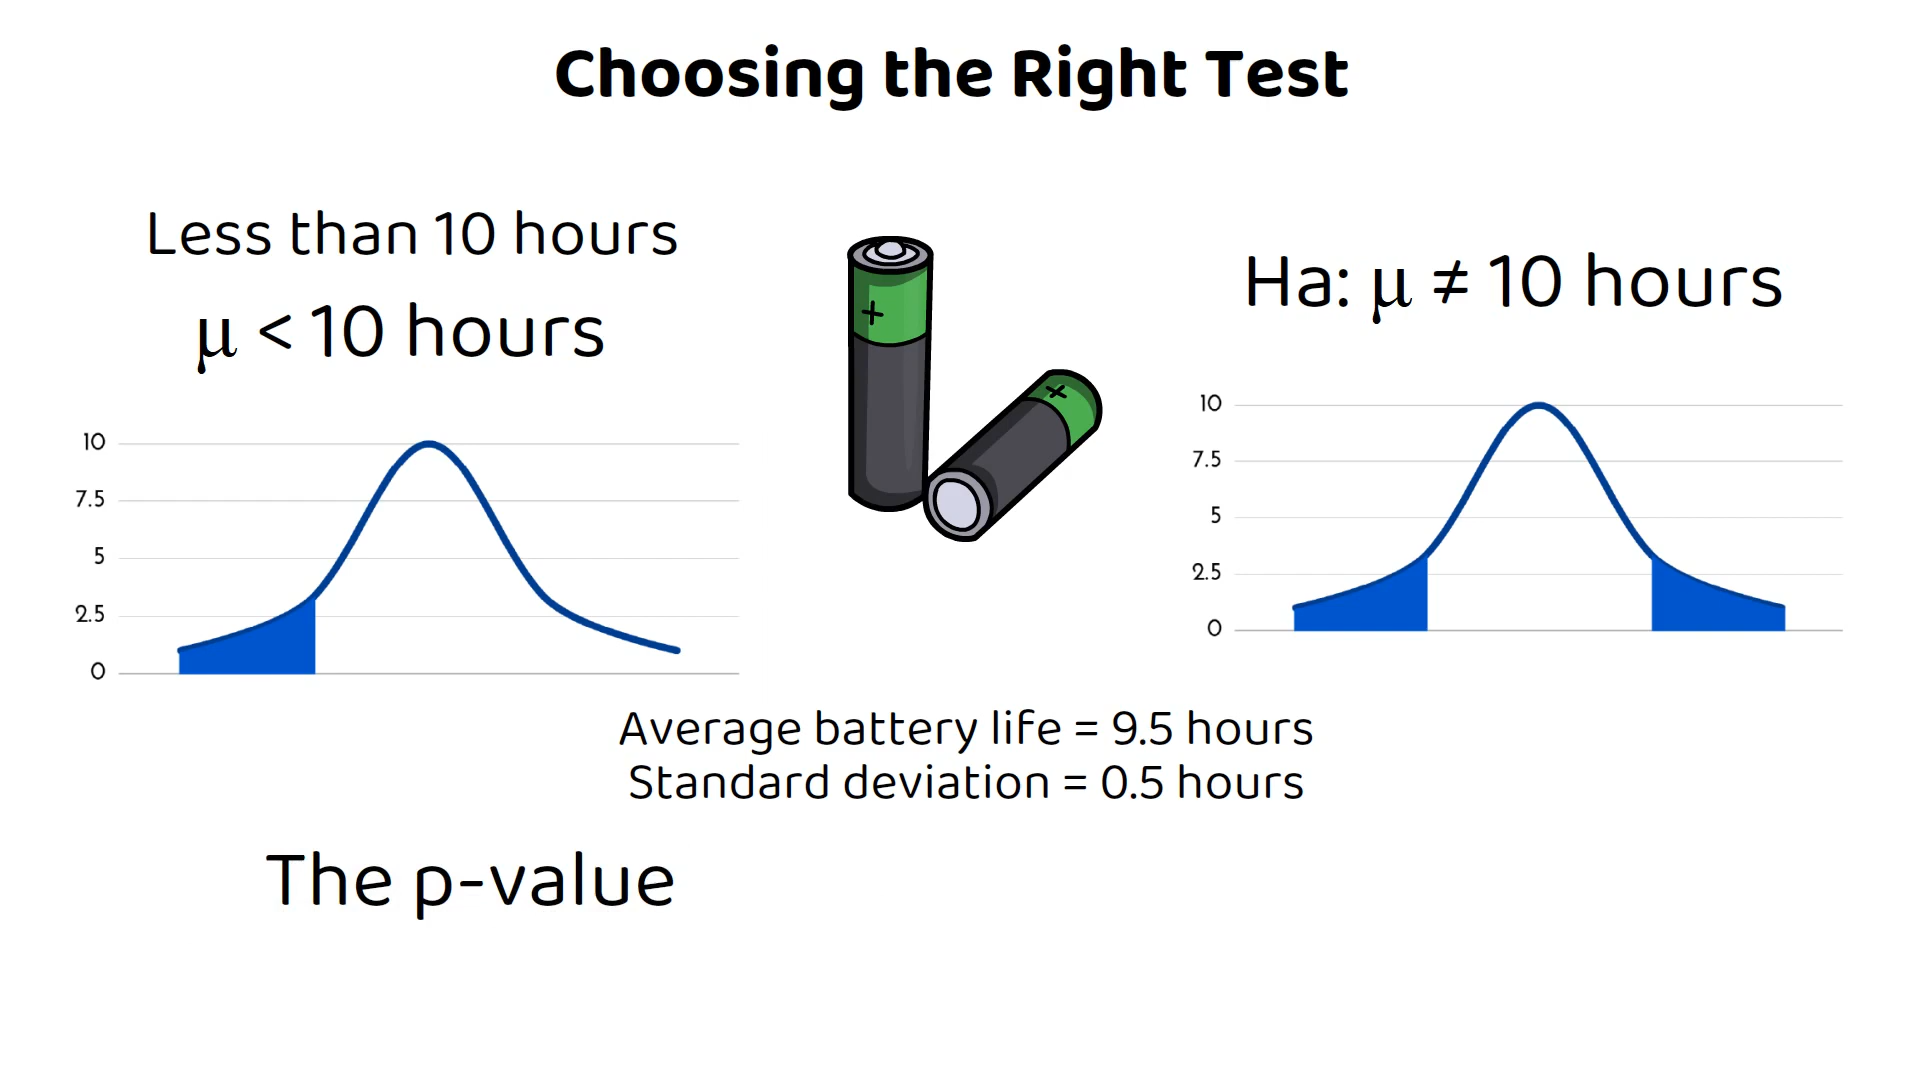 Choosing the Right Test
Less than 10 hours
μ < 10 hours
10
7.5
5
2.5
0
+
+
Ha: μ ≠ 10 hours
10
7.5
5
2.5
0
Average battery life = 9.5 hours
Standard deviation = 0.5 hours
The p-value